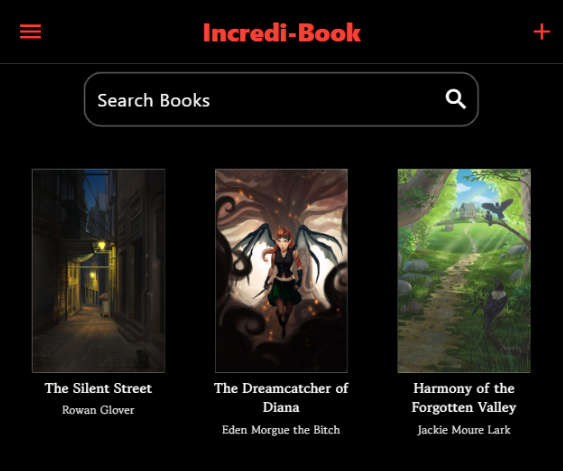 Incredi-Book
Search Books
The Silent Street
Rowan Glover
The Dreamcatcher of
Diana
Eden Morgue the Bitch
Harmony of the
Forgotten Valley
Jackie Moure Lark